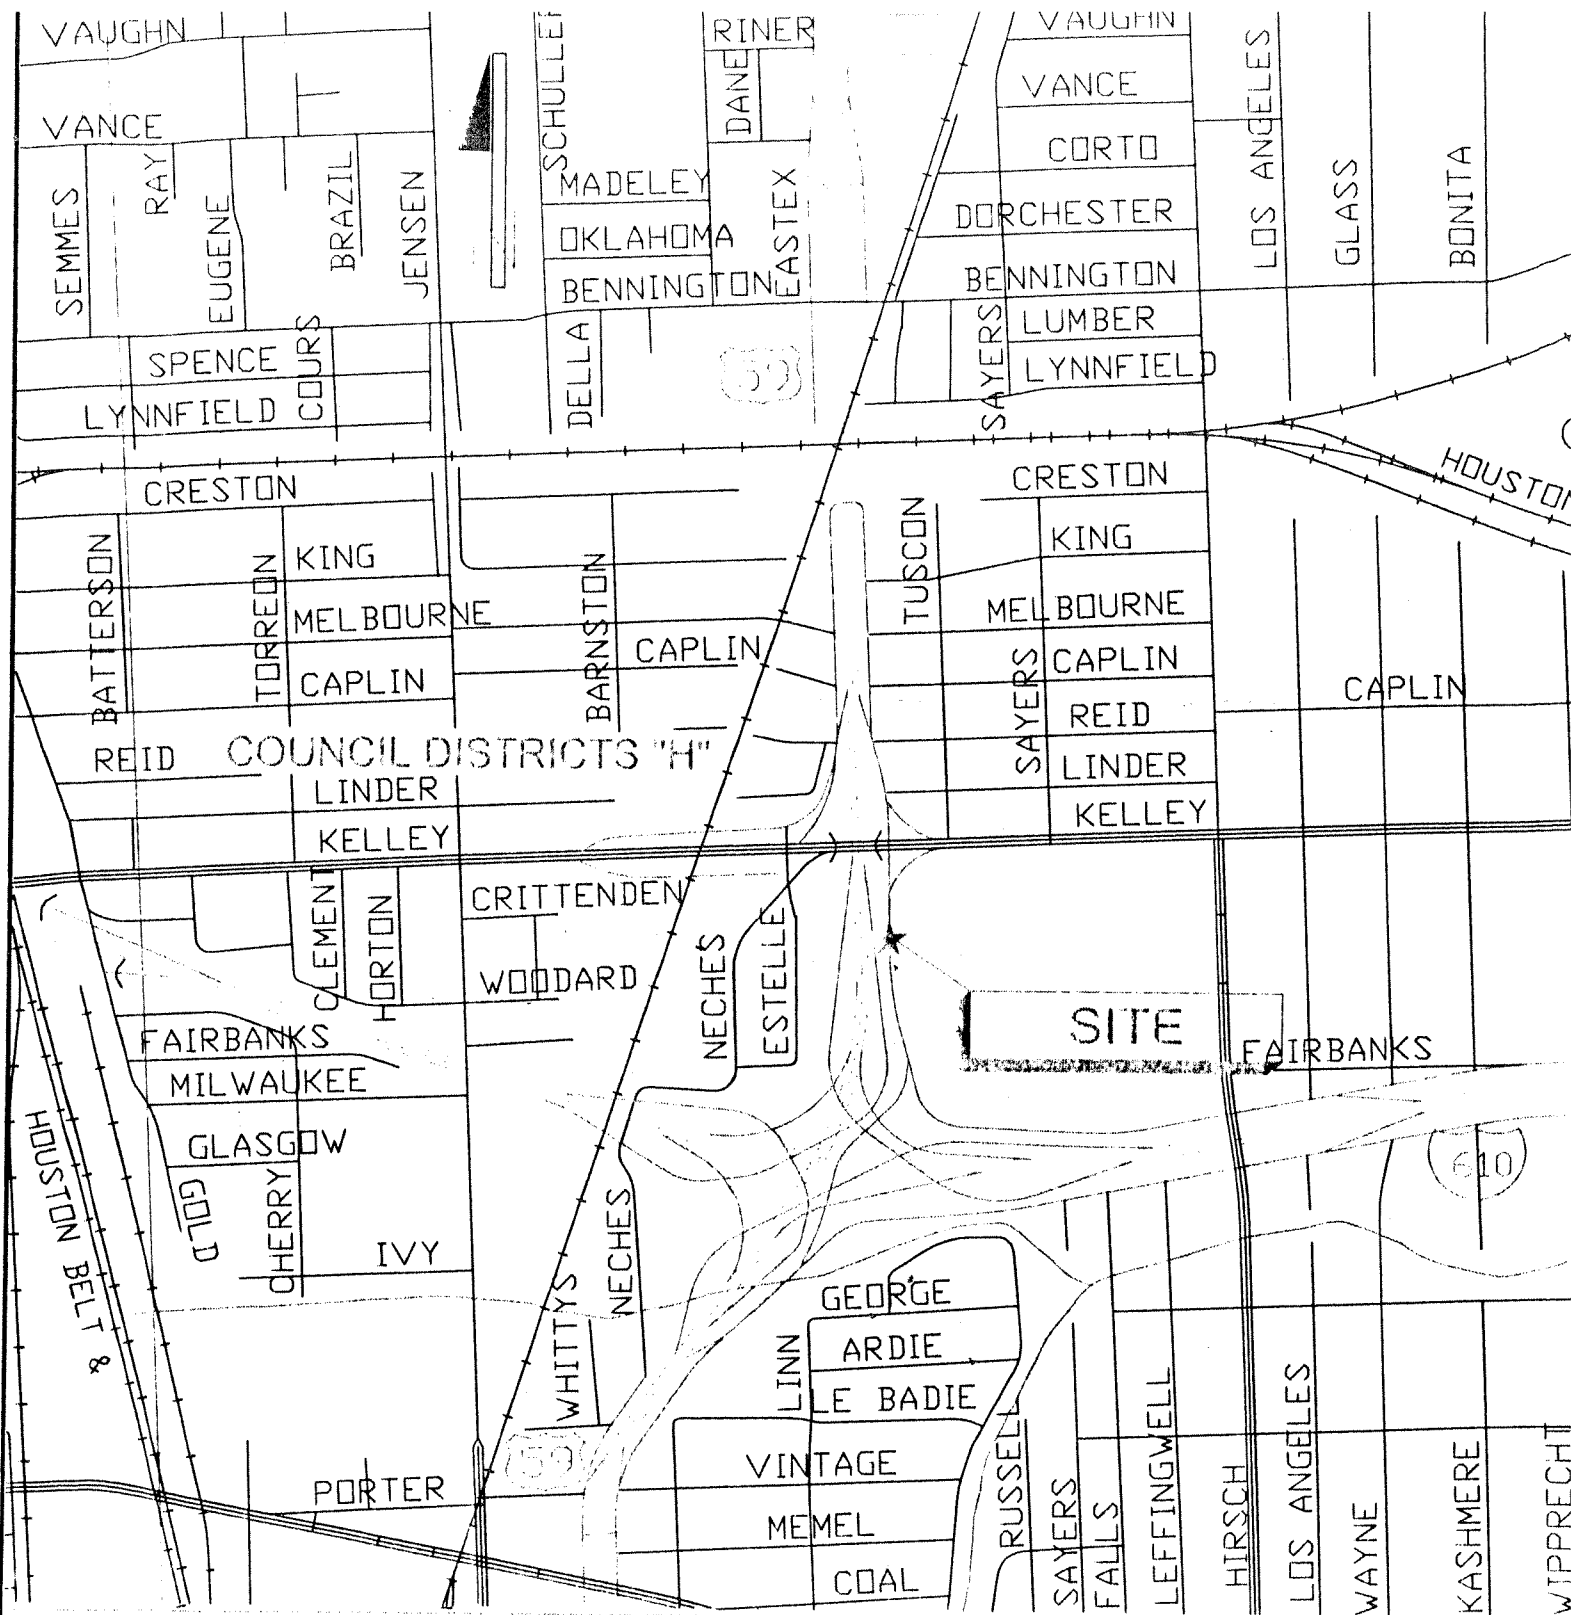 VAUGHN
RINER
VAUGHN
SCHULLER
DANE
VANCE
LOS ANGELES
VANCE
CORTO
RAY
MADELEY
DORCHESTER
GLASS
BONITA
SEMMES
EUGENE
BRAZIL
JENSEN
OKLAHOMA
EASTEX
BENNINGTON
BENNINGTON
SPENCE
COURS
DELLA
59
SAYERS
LUMBER
LYNNFIELD
LYNNFIELD
CRESTON
CRESTON
HOUSTON
BATTERSON
TORREON
KING
BARNSTON
TUSCON
KING
MELBOURNE
MELBOURNE
CAPLIN
CAPLIN
SAYERS
CAPLIN
CAPLIN
REID
REID
COUNCIL DISTRICTS "H"
LINDER
LINDER
KELLEY
KELLEY
CLEMENT
HORTON
CRITTENDEN
NECHES
ESTELLE
WOODARD
SITE
FAIRBANKS
FAIRBANKS
MILWAUKEE
HOUSTON BELT &
GLASGOW
GOLD
CHERRY
610
IVY
NECHES
WHITTYS
GEORGE
LINN
ARDIE
LE BADIE
59
VINTAGE
PORTER
MEMEL
COAL
RUSSELL
SAYERS
FALLS
LEFFINGWELL
HIRSCH
LOS ANGELES
WAYNE
KASHMERE
WIPPRECHT